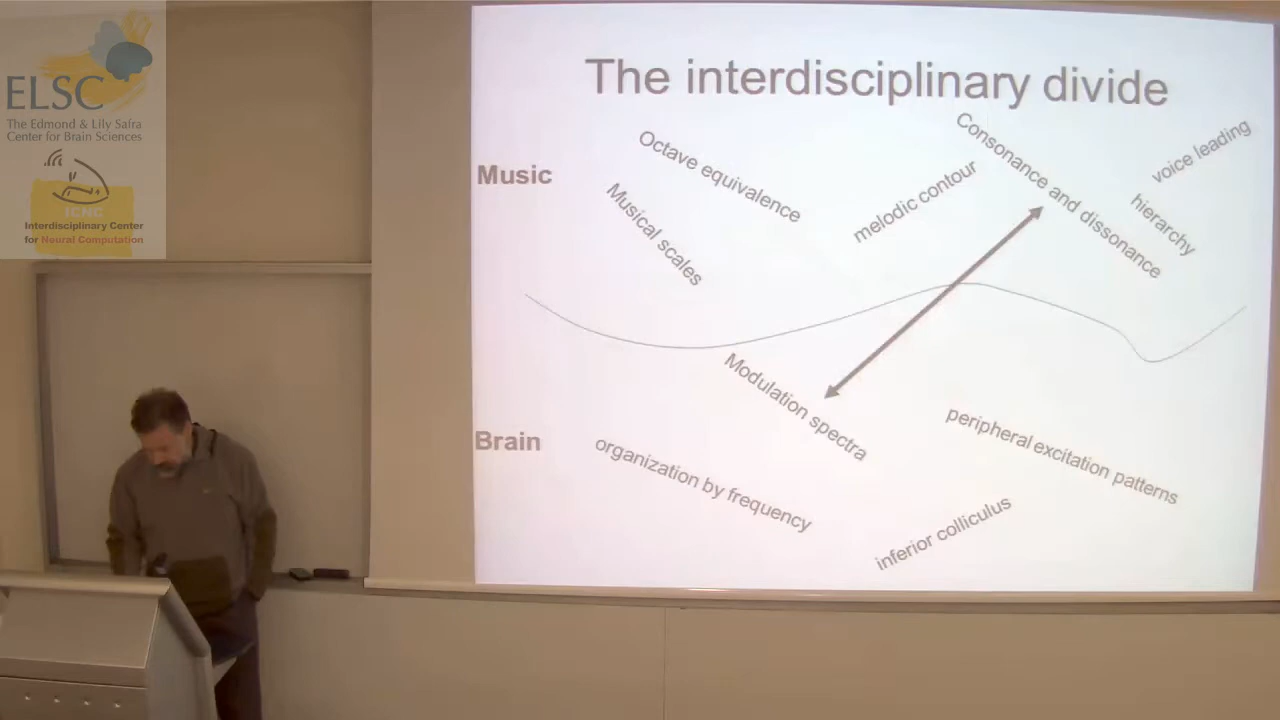 ELSC
The Edmond & Lily Safra
Center for Brain Sciences
ICNC
Interdisciplinary Center
for Neural Computation
The interdisciplinary divide
Music
Octave equivalence
Musical scales
melodic contour
Consonance and dissonance
voice leading
hierarchy
Brain
Modulation spectra
organization by frequency
peripheral excitation patterns
inferior colliculus